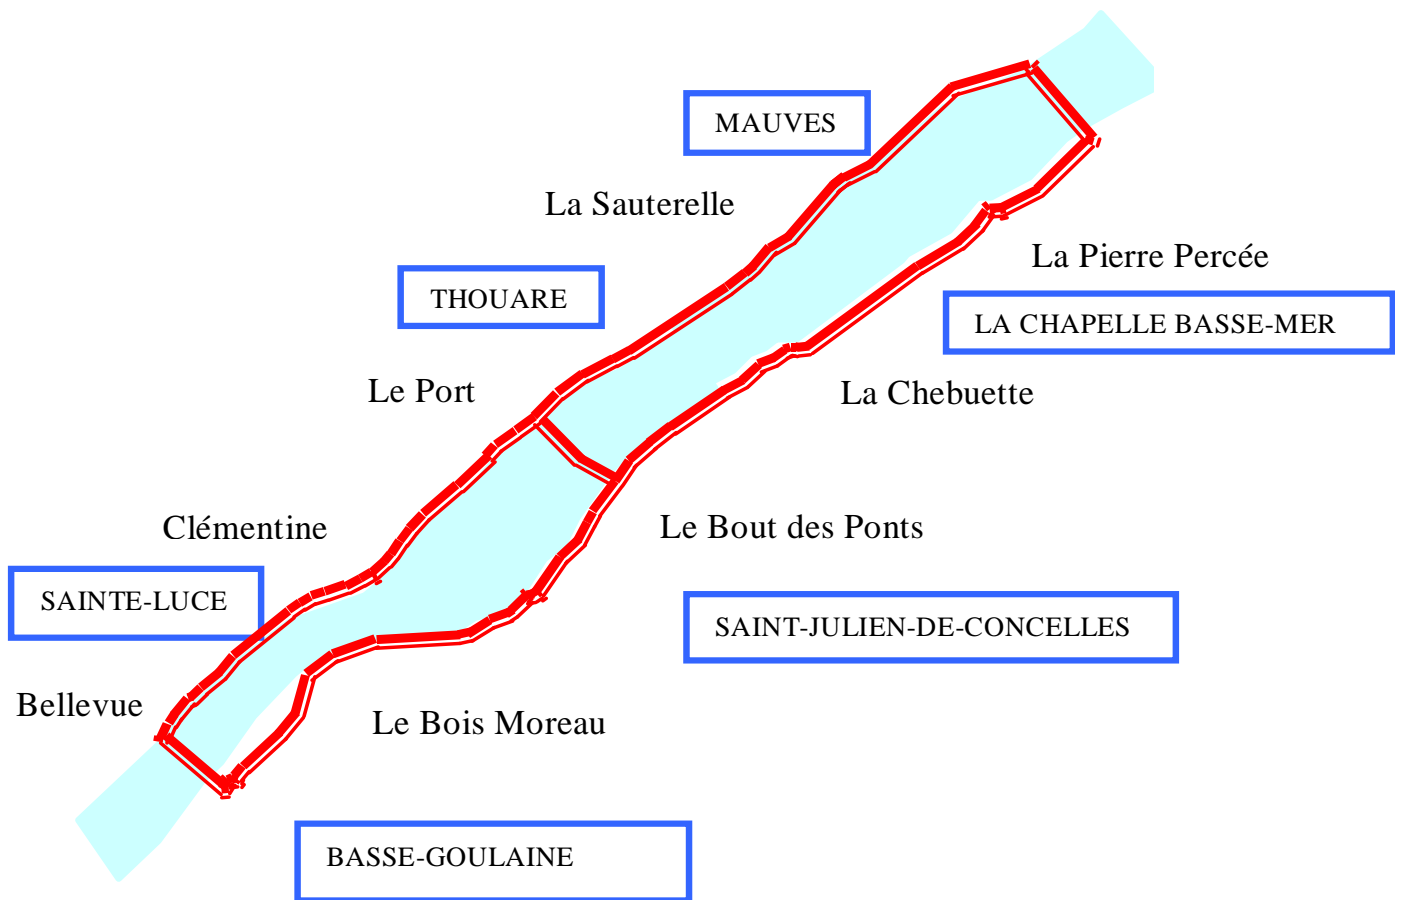 MAUVES
La Sauterelle
La Pierre Percée
THOUARE
LA CHAPELLE BASSE-MER
Le Port
La Chebuette
Clémentine
Le Bout des Ponts
SAINTE-LUCE
SAINT-JULIEN-DE-CONCELLES
Bellevue
Le Bois Moreau
BASSE-GOULAINE